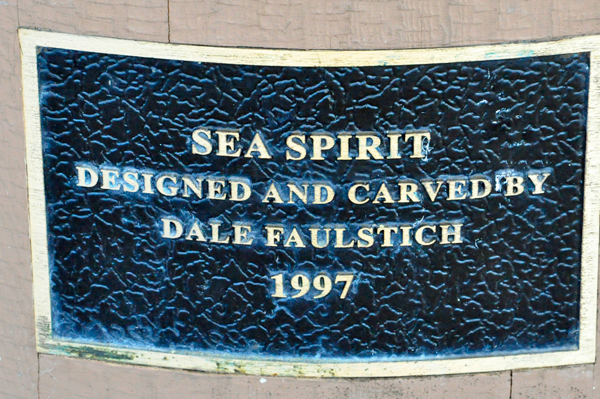 SEA SPIRIT
DESIGNED AND CARVED BY
DALE FAULSTICH
1997